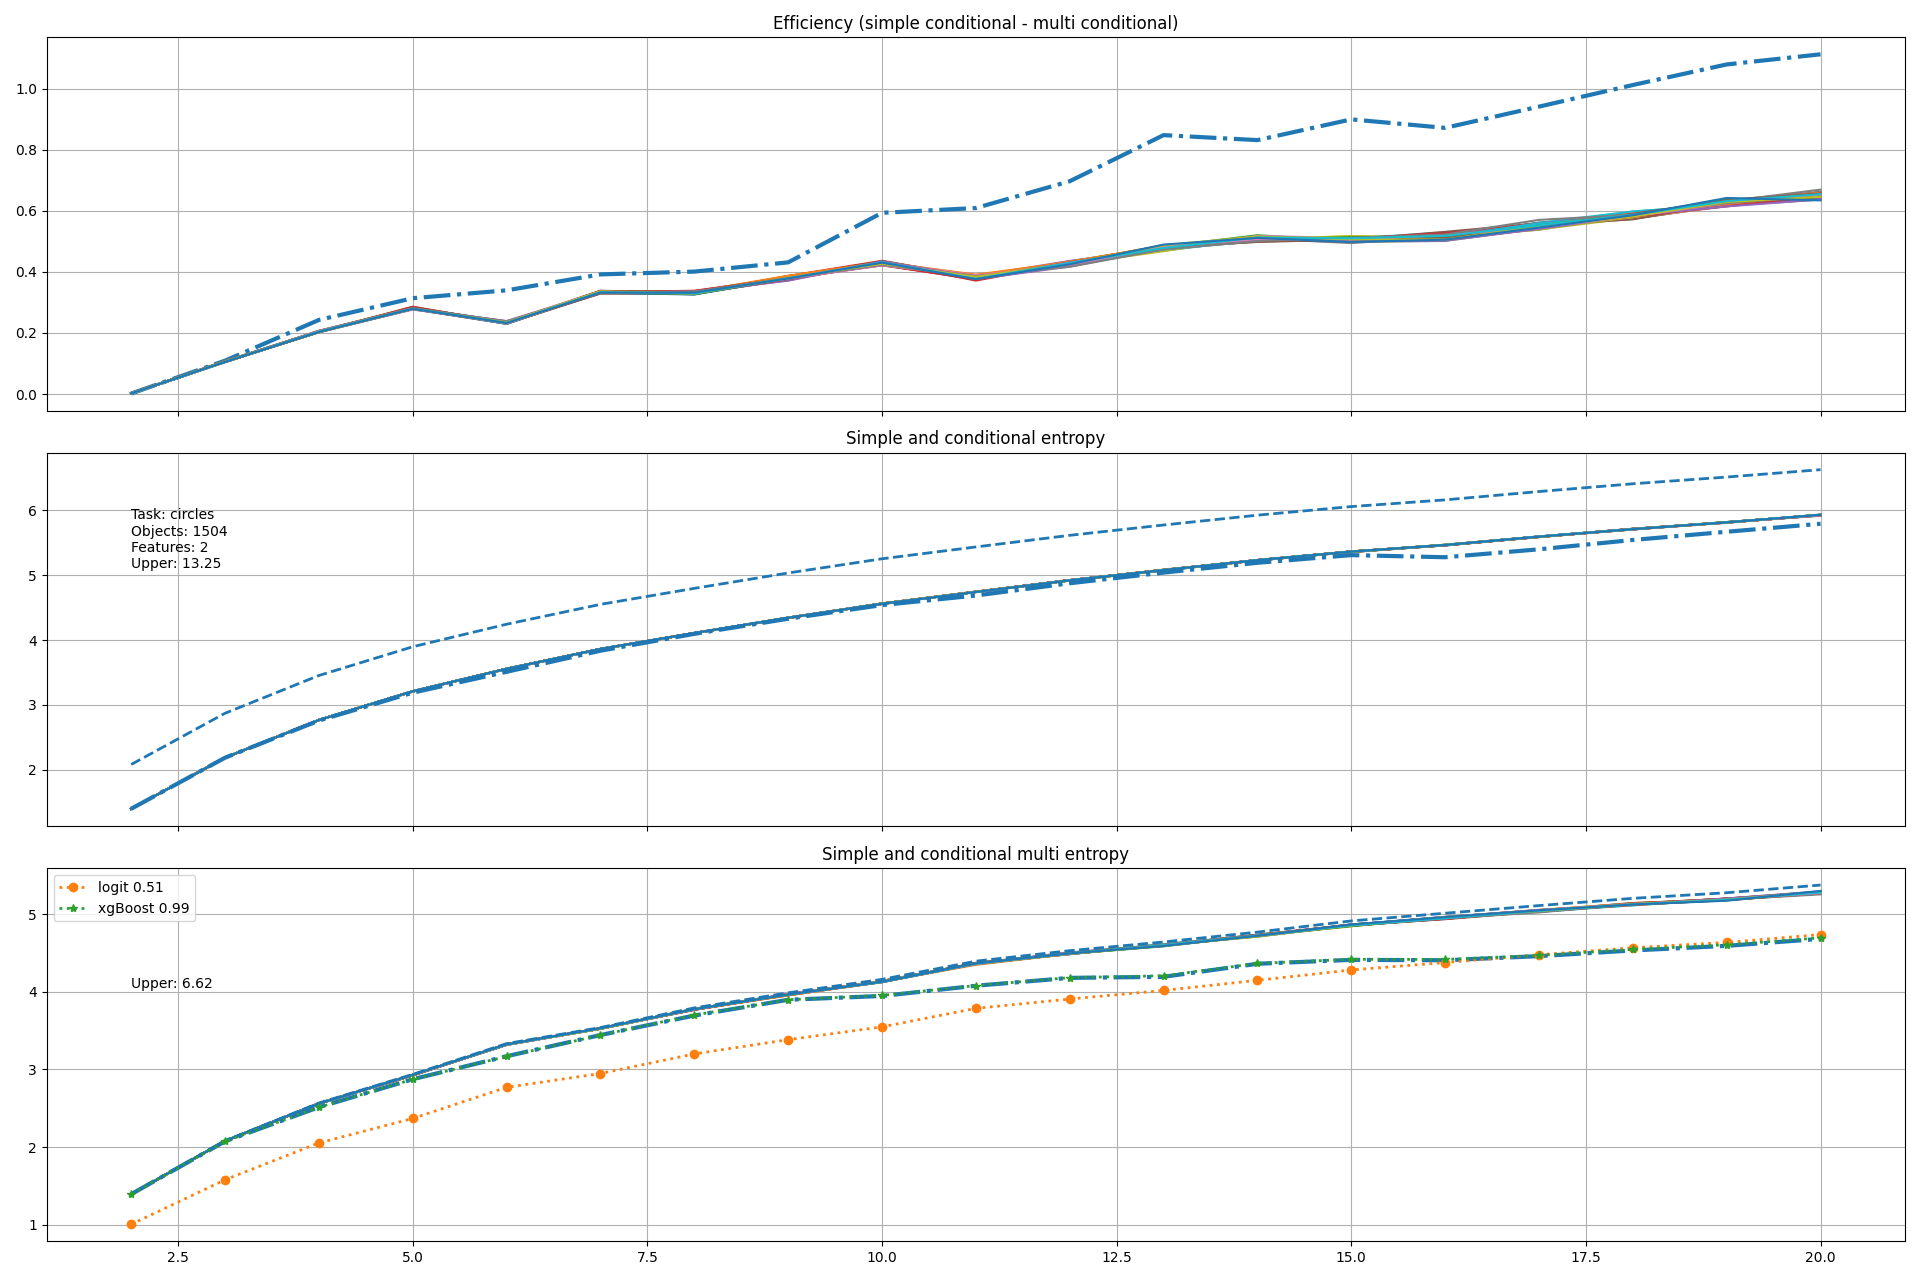 Efficiency (simple conditional - multi conditional)
1.0
0.8
0.6
0.4
0.2
0.0
Simple and conditional entropy
6
5
4
3
2
Task: circles
Objects: 1504
Features: 2
Upper: 13.25
Simple and conditional multi entropy
logit 0.51
xgBoost 0.99
5
4
3
2
1
Upper: 6.62
2.5 5.0 7.5 10.0 12.5 15.0 17.5 20.0